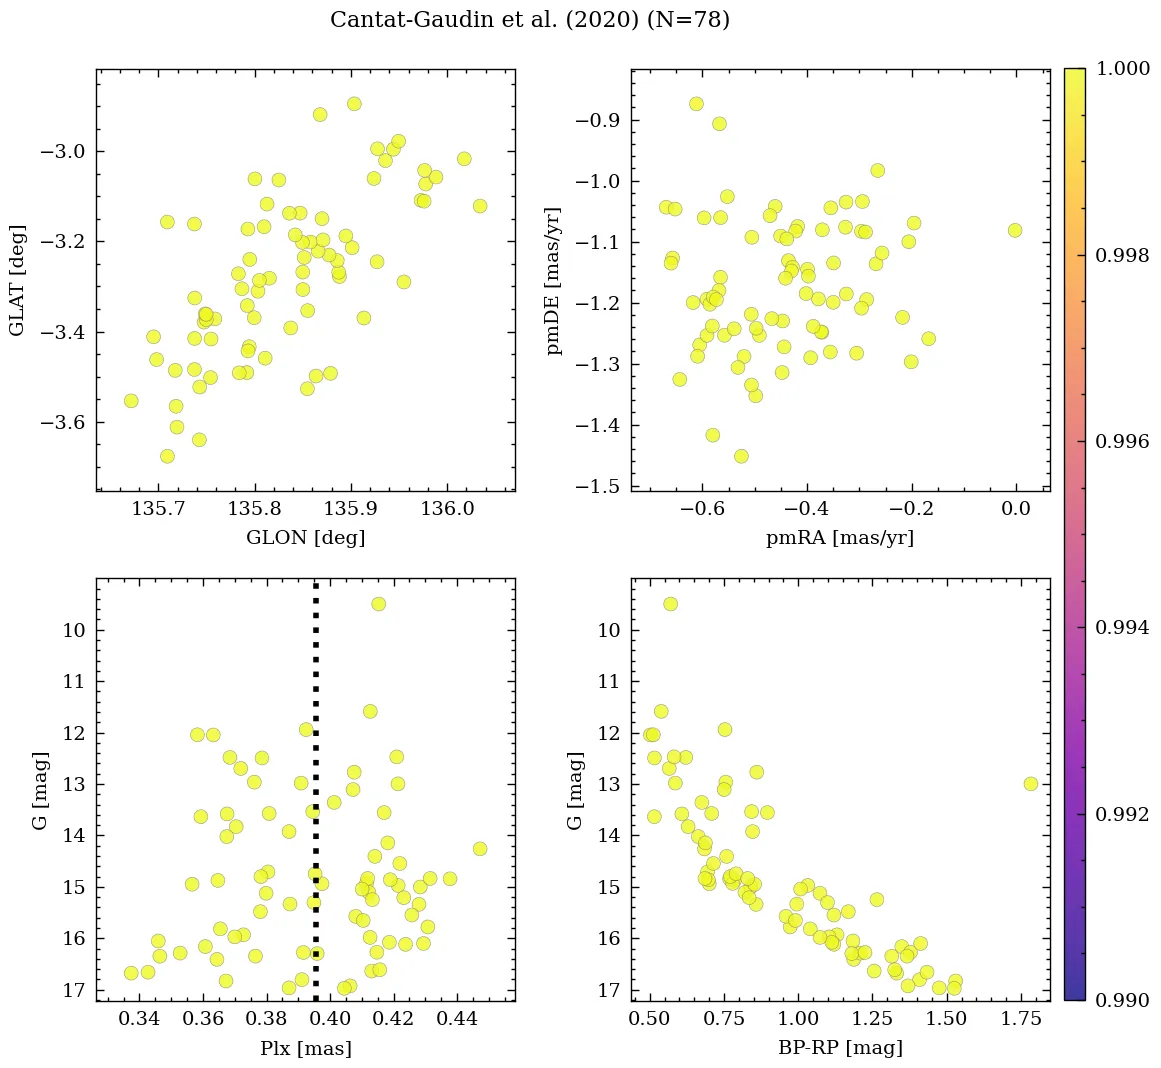 Cantat-Gaudin et al. (2020) (N=78)
−3.0
−3.2
−3.4
−3.6
GLAT [deg]
135.7 135.8 135.9 136.0
GLON [deg]
−0.9
−1.0
−1.1
−1.2
−1.3
−1.4
−1.5
pmDE [mas/yr]
−0.6 −0.4 −0.2 0.0
pmRA [mas/yr]
1.000
0.998
0.996
0.994
0.992
0.990
10
11
12
13
14
15
16
17
G [mag]
0.34 0.36 0.38 0.40 0.42 0.44
Plx [mas]
10
11
12
13
14
15
16
17
G [mag]
0.50 0.75 1.00 1.25 1.50 1.75
BP-RP [mag]